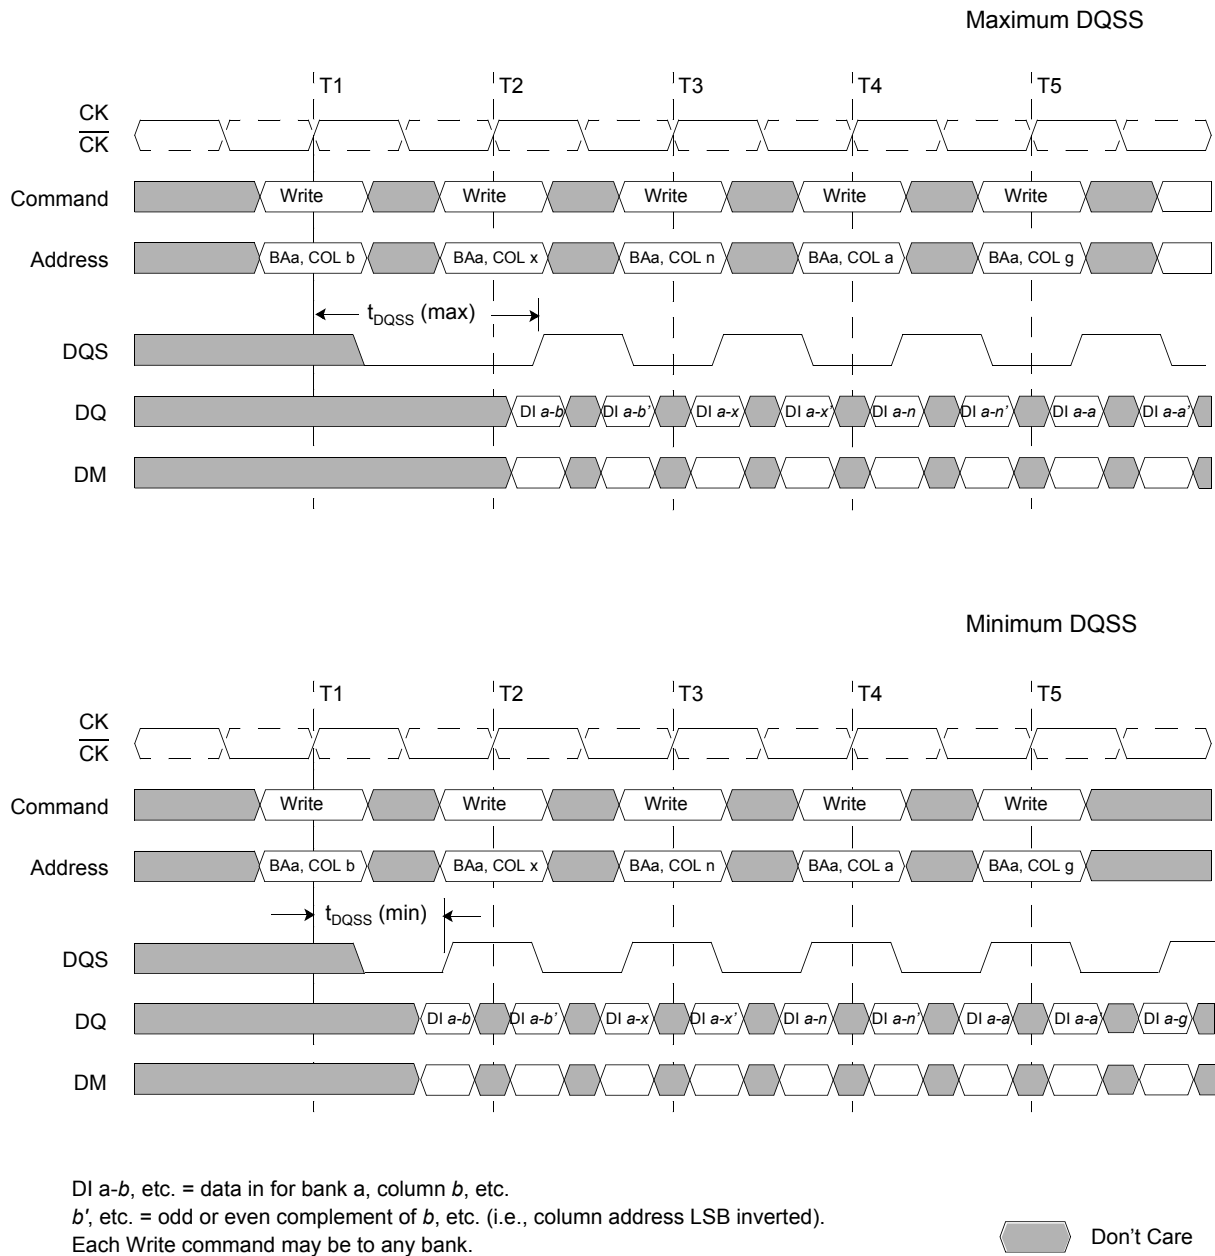 Maximum DQSS
T1 T2 T3 T4 T5
CK
CK
Command Write Write Write Write Write
Address BAa, COL b BAa, COL x BAa, COL n BAa, COL a BAa, COL g
tDQSS (max)
DQS
DQ DI a-b DI a-b' DI a-x DI a-x' DI a-n DI a-n' DI a-a DI a-a'
DM
Minimum DQSS
T1 T2 T3 T4 T5
CK
CK
Command Write Write Write Write Write
Address BAa, COL b BAa, COL x BAa, COL n BAa, COL a BAa, COL g
tDQSS (min)
DQS
DQ DI a-b DI a-b' DI a-x DI a-x' DI a-n DI a-n' DI a-a DI a-a' DI a-g
DM
DI a-b, etc. = data in for bank a, column b, etc.
b', etc. = odd or even complement of b, etc. (i.e., column address LSB inverted).
Each Write command may be to any bank.
Don't Care